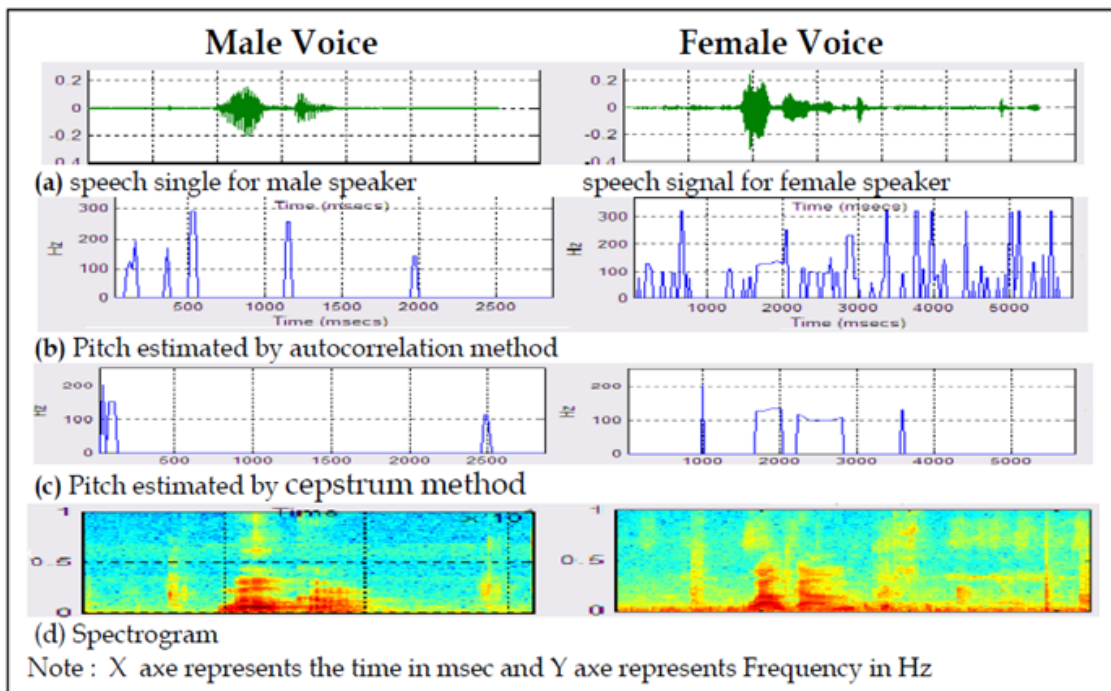 Male Voice
Female Voice
0.2
0
-0.2
0.4
0.2
0
-0.2
-0.4
(a) speech single for male speaker
speech signal for female speaker
Time (msecs)
300
200
100
0
Hz
500 1000 1500 2000 2500
Time (msecs)
Time (msecs)
300
200
100
0
Hz
1000 2000 3000 4000 5000
Time (msecs)
(b) Pitch estimated by autocorrelation method
200
100
0
Hz
500 1000 1500 2000 2500
200
100
0
Hz
1000 2000 3000 4000 5000
(c) Pitch estimated by cepstrum method
1
Time
0.5
0
1
0.5
0
(d) Spectrogram
Note : X axe represents the time in msec and Y axe represents Frequency in Hz